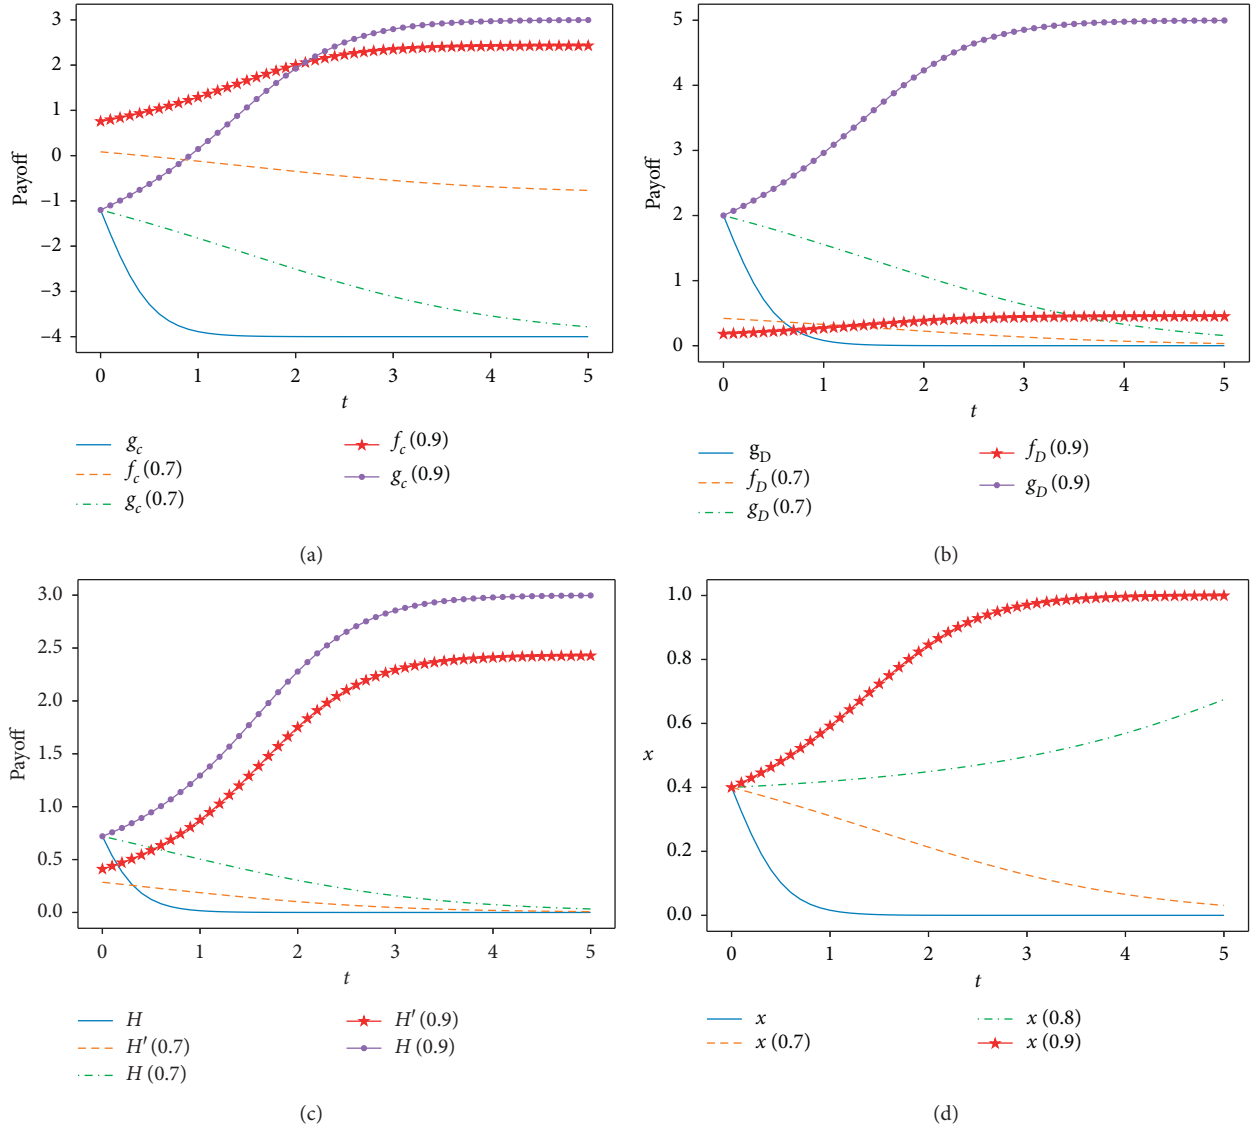 3
2
1
0
−1
−2
−3
−4
Payoff
0 1 2 3 4 5
t
g_c
f_c (0.7)
g_c (0.7)
f_c (0.9)
g_c (0.9)
(a)
5
4
3
2
1
0
Payoff
0 1 2 3 4 5
t
g_D
f_D (0.7)
g_D (0.7)
f_D (0.9)
g_D (0.9)
(b)
3.0
2.5
2.0
1.5
1.0
0.5
0.0
Payoff
0 1 2 3 4 5
t
H
H′ (0.7)
H (0.7)
H′ (0.9)
H (0.9)
(c)
1.0
0.8
0.6
0.4
0.2
0.0
x
0 1 2 3 4 5
t
x
x (0.7)
x (0.8)
x (0.9)
(d)